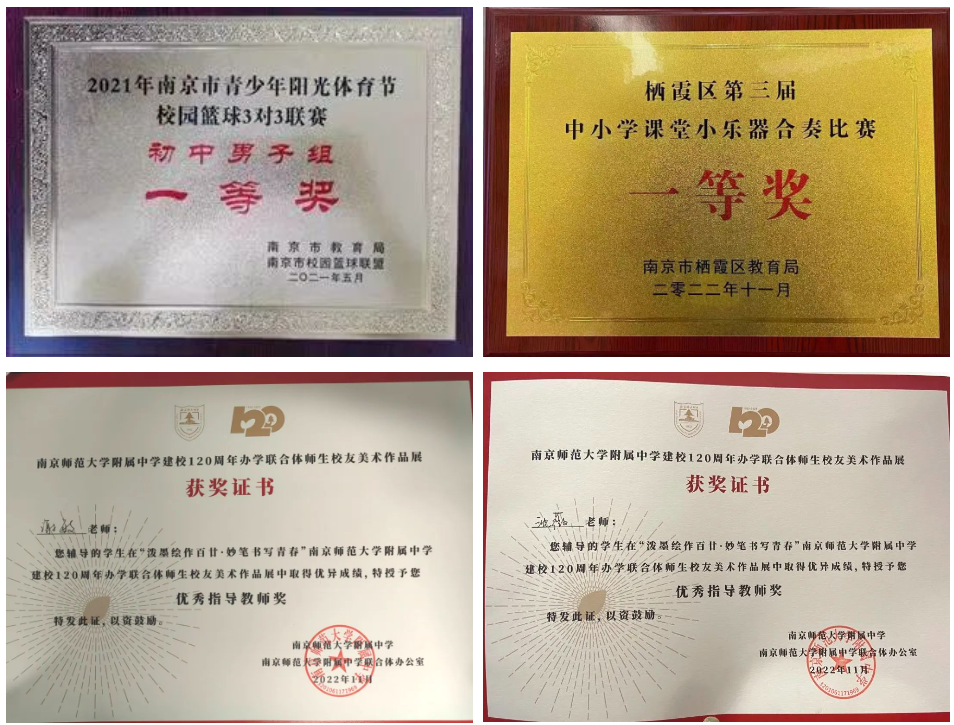 2021年南京市青少年阳光体育节
校园篮球3对3联赛
初中男子组
一等奖
南京市教育局
南京市校园篮球联盟
二〇二一年五月
栖霞区第三届
中小学课堂小乐器合奏比赛
一等奖
南京市栖霞区教育局
二零二二年十一月
120
南京师范大学附属中学建校120周年办学联合体师生校友美术作品展
获奖证书
老师：
您辅导的学生在“泼墨绘作百廿·妙笔书写青春”南京师范大学附属中学
建校120周年办学联合体师生校友美术作品展中取得优异成绩，特授予您
优秀指导教师奖
特发此证，以资鼓励。
南京师范大学附属中学
南京师范大学附属中学联合体办公室
2022年11月
120
南京师范大学附属中学建校120周年办学联合体师生校友美术作品展
获奖证书
老师：
您辅导的学生在“泼墨绘作百廿·妙笔书写青春”南京师范大学附属中学
建校120周年办学联合体师生校友美术作品展中取得优异成绩，特授予您
优秀指导教师奖
特发此证，以资鼓励。
南京师范大学附属中学
南京师范大学附属中学联合体办公室
2022年11月